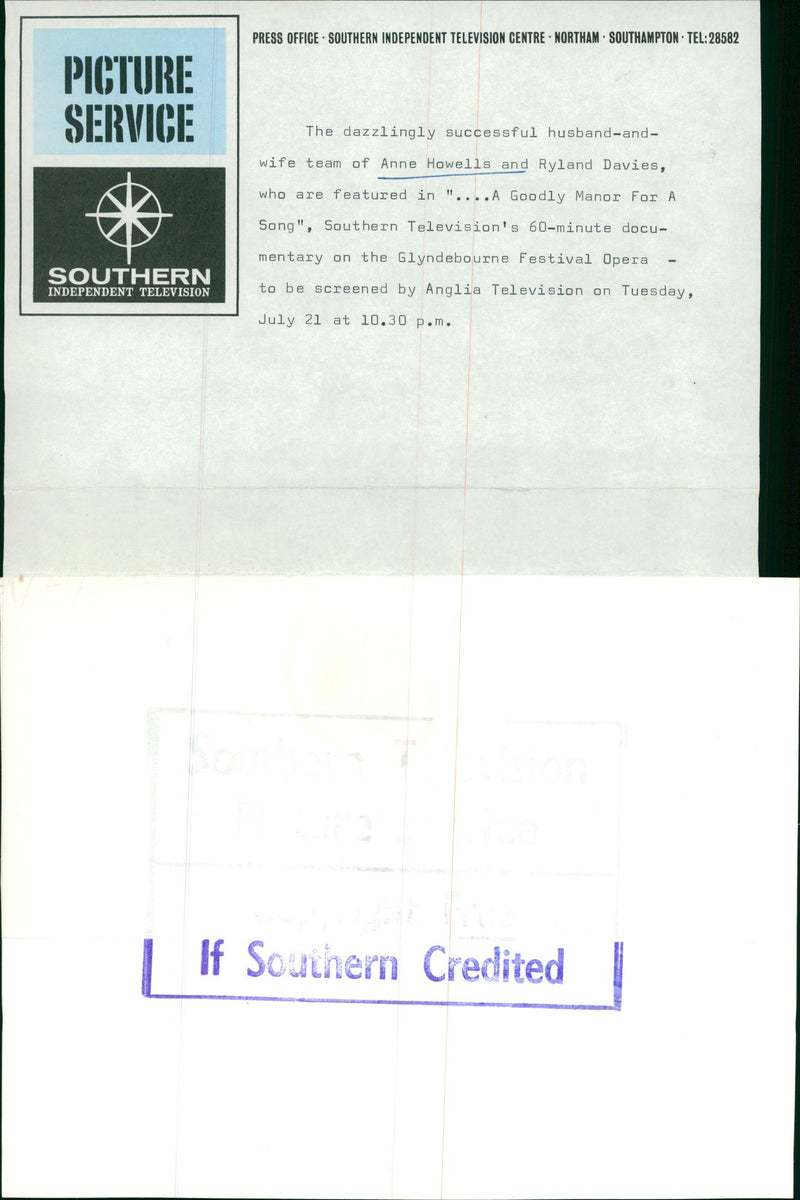 PICTURE
SERVICE
SOUTHERN
INDEPENDENT TELEVISION
PRESS OFFICE · SOUTHERN INDEPENDENT TELEVISION CENTRE · NORTHAM · SOUTHAMPTON · TEL: 28582
The dazzlingly successful husband-and-
wife team of Anne Howells and Ryland Davies,
who are featured in "....A Goodly Manor For A
Song", Southern Television's 60-minute docu-
mentary on the Glyndebourne Festival Opera -
to be screened by Anglia Television on Tuesday,
July 21 at 10.30 p.m.
If Southern Credited